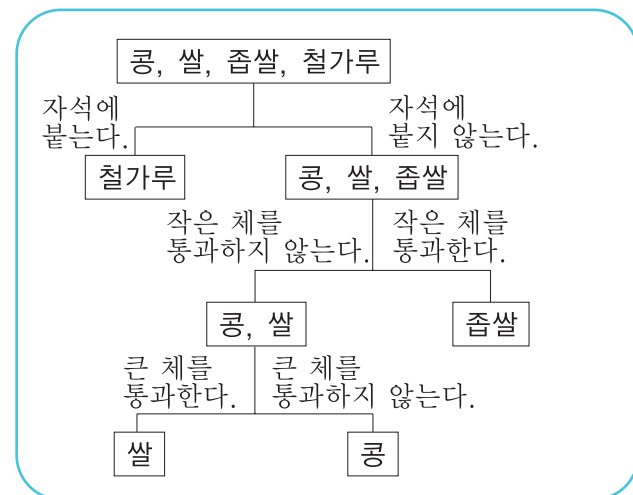 콩, 쌀, 좁쌀, 철가루
자석에
붙는다.
자석에
붙지 않는다.
철가루
콩, 쌀, 좁쌀
작은 체를
통과하지 않는다.
작은 체를
통과한다.
콩, 쌀
좁쌀
큰 체를
통과한다.
큰 체를
통과하지 않는다.
쌀
콩